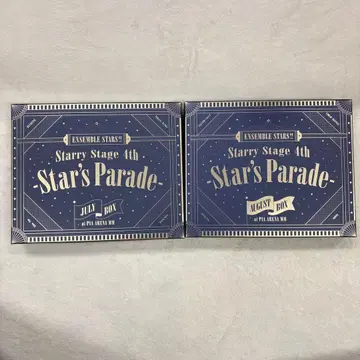 ENSEMBLE STARS!!
Starry Stage 4th
-Star's Parade-
JULY BOX
at PIA ARENA MM
ENSEMBLE STARS!!
Starry Stage 4th
-Star's Parade-
AUGUST BOX
at PIA ARENA MM